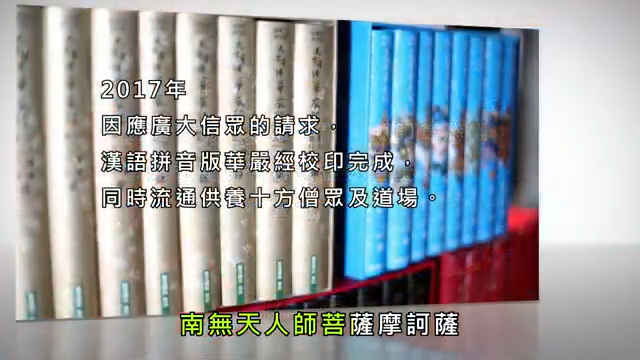 2017年
因應廣大信眾的請求，
漢語拼音版華嚴經校印完成，
同時流通供養十方僧眾及道場。
南無天人師菩薩摩訶薩